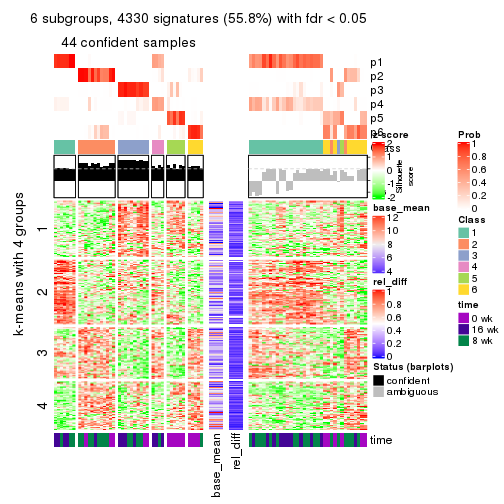 6 subgroups, 4330 signatures (55.8%) with fdr < 0.05
44 confident samples
p1
p2
p3
p4
p5
p6
Class
z-score
2
1
0
-1
-2
Silhouette
score
k-means with 4 groups
1
2
3
4
base_mean
12
10
8
6
4
rel_diff
1
0.8
0.6
0.4
0.2
0
Status (barplots)
confident
ambiguous
Prob
1
0.8
0.6
0.4
0.2
0
Class
1
2
3
4
5
6
time
0 wk
16 wk
8 wk
time
base_mean
rel_diff